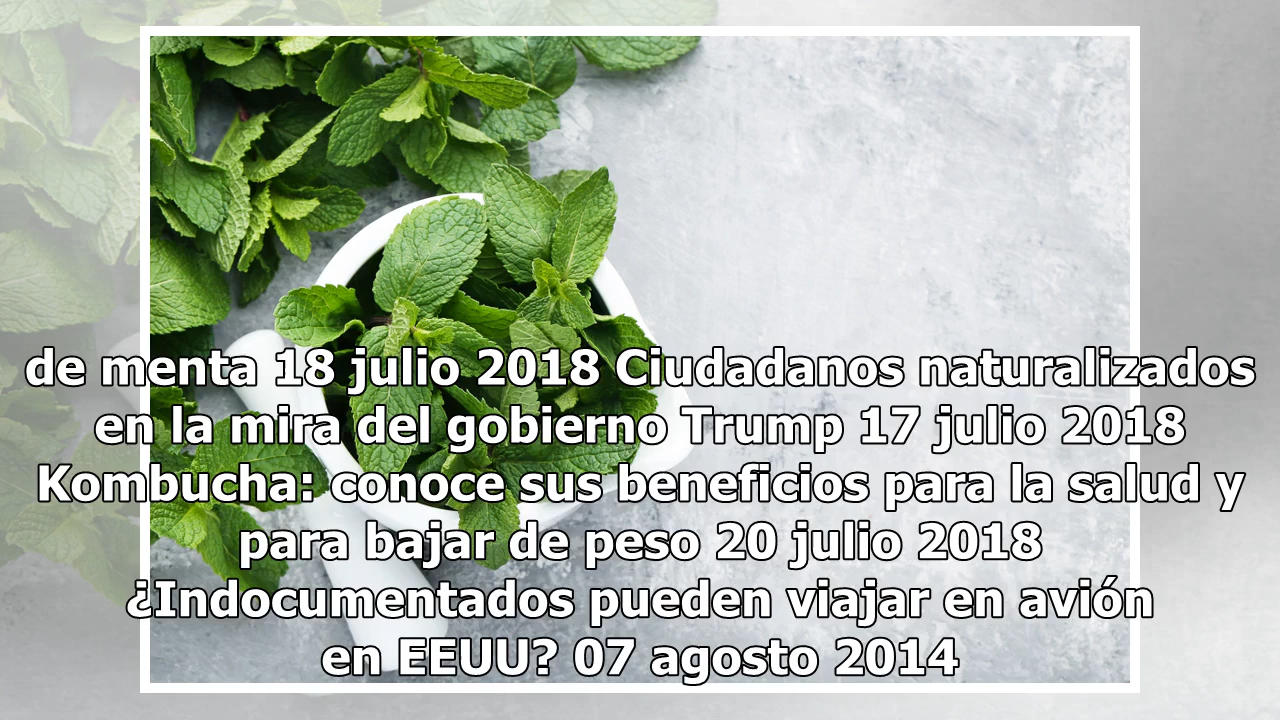 de menta 18 julio 2018 Ciudadanos naturalizados
en la mira del gobierno Trump 17 julio 2018
Kombucha: conoce sus beneficios para la salud y
para bajar de peso 20 julio 2018
¿Indocumentados pueden viajar en avión
en EEUU? 07 agosto 2014